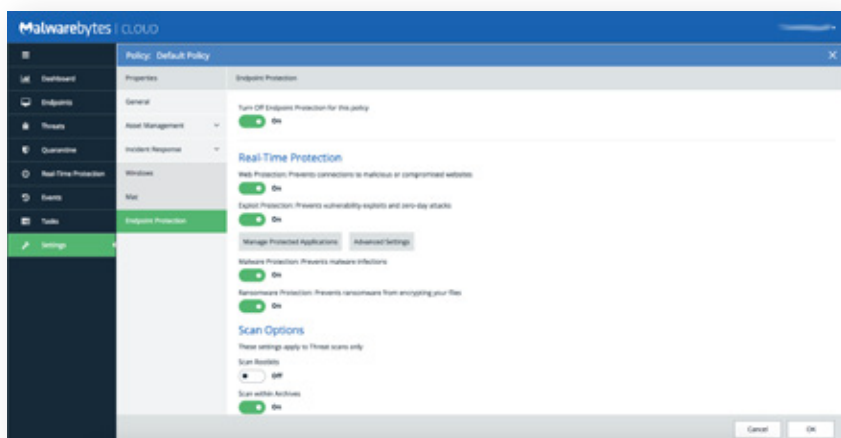 Malwarebytes | CLOUD
Policy: Default Policy
Dashboard
Endpoints
Threats
Quarantine
Real-Time Protection
Events
Tasks
Settings
Properties
General
Asset Management
Incident Response
Windows
Mac
Endpoint Protection
Endpoint Protection
Turn Off Endpoint Protection for this policy
On
Real-Time Protection
Web Protection: Prevents connections to malicious or compromised websites
On
Exploit Protection: Prevents vulnerability exploits and zero-day attacks
On
Manage Protected Applications
Advanced Settings
Malware Protection: Prevents malware infections
On
Ransomware Protection: Prevents ransomware from encrypting your files
On
Scan Options
These settings apply to Threat scans only
Scan Rootkits
Off
Scan within Archives
On
Cancel
OK